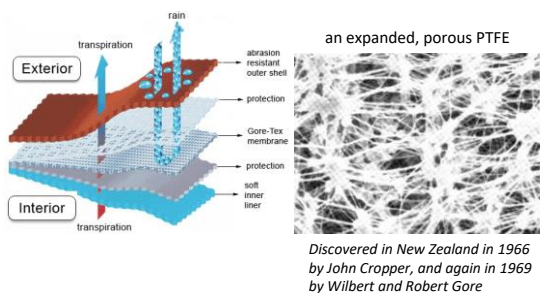 rain
transpiration
Exterior
abrasion
resistant
outer shell
protection
Gore-Tex
membrane
protection
soft
inner
liner
Interior
transpiration
an expanded, porous PTFE
Discovered in New Zealand in 1966
by John Cropper, and again in 1969
by Wilbert and Robert Gore